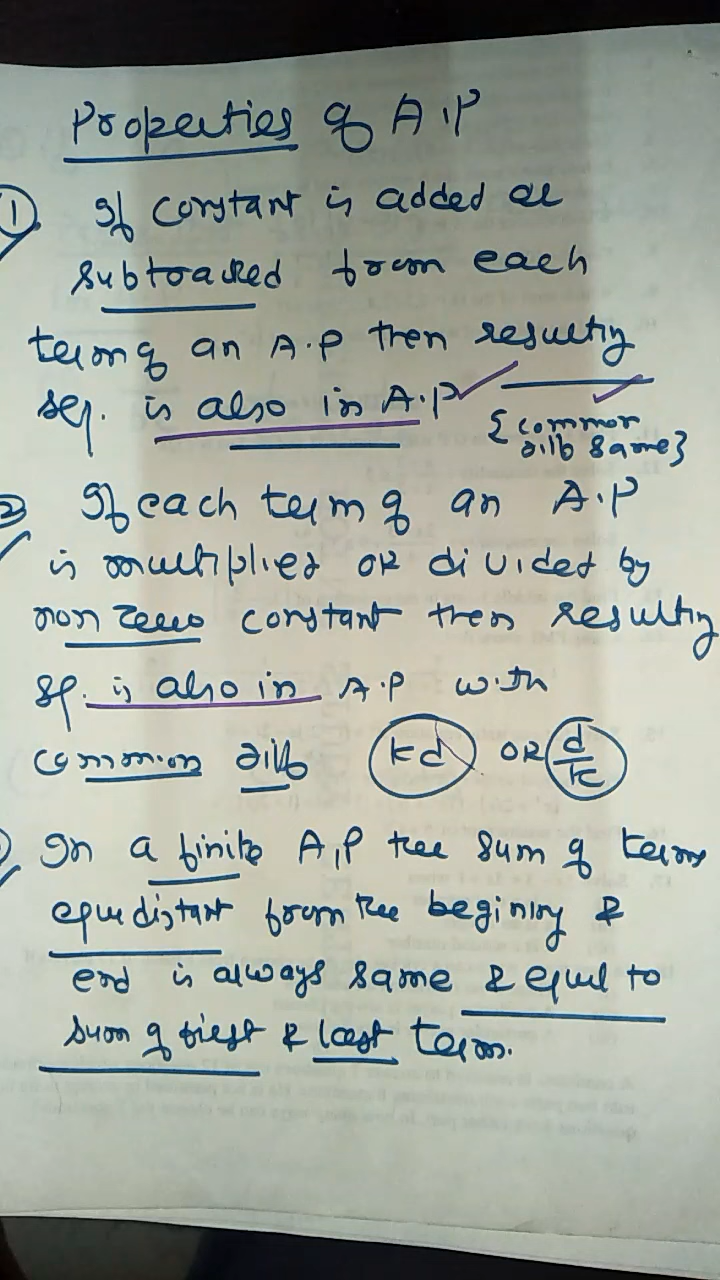 Properties of A.P
① If constant is added or
subtracted from each
term of an A.P then resulting
seq. is also in A.P
{common
diff same}
② If each term of an A.P
is multiplied OR divided by
non zero constant then resulting
sq. is also in A.P with
common diff kd OR d/k
In a finite A.P the sum of terms
equidistant from the begining &
end is always same & equal to
sum of first & last term.